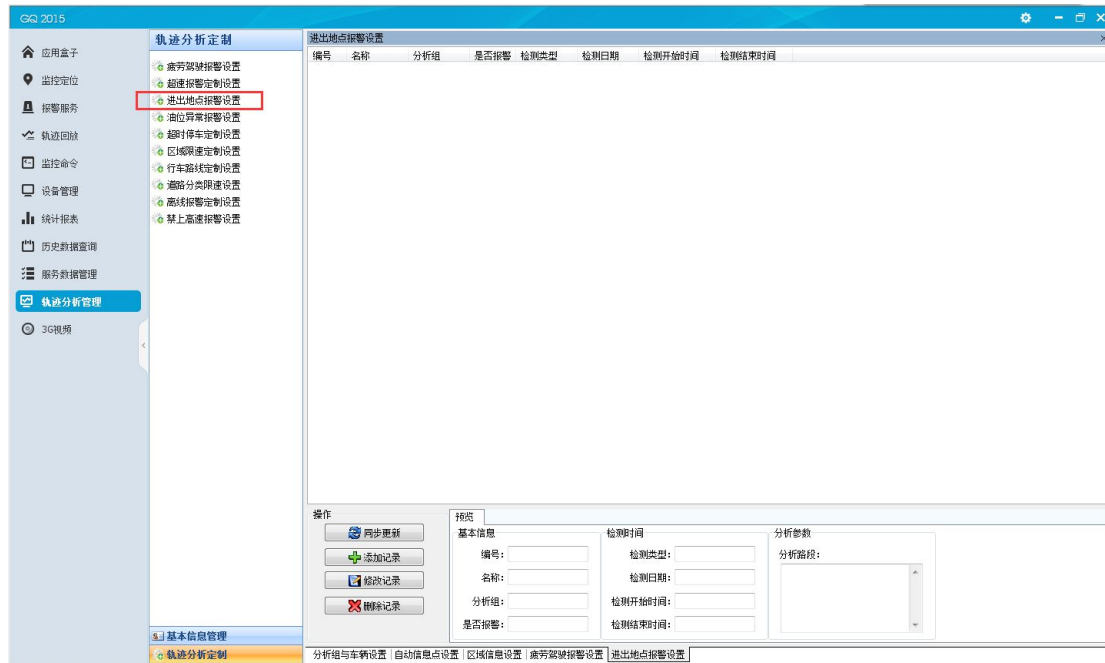 GQ 2015
应用盒子
监控定位
报警服务
轨迹回放
监控命令
设备管理
统计报表
历史数据查询
服务数据管理
轨迹分析管理
3G视频
轨迹分析定制
疲劳驾驶报警设置
超速报警定制设置
进出地点报警设置
油位异常报警设置
超时停车定制设置
区域限速定制设置
行车路线定制设置
道路分类限速设置
离线报警定制设置
禁上高速报警设置
基本信息管理
轨迹分析定制
进出地点报警设置
编号 名称 分析组 是否报警 检测类型 检测日期 检测开始时间 检测结束时间
操作
同步更新
添加记录
修改记录
删除记录
预览
基本信息
编号:
名称:
分析组:
是否报警:
检测时间
检测类型:
检测日期:
检测开始时间:
检测结束时间:
分析参数
分析路段:
分析组与车辆设置 自动信息点设置 区域信息设置 疲劳驾驶报警设置 进出地点报警设置